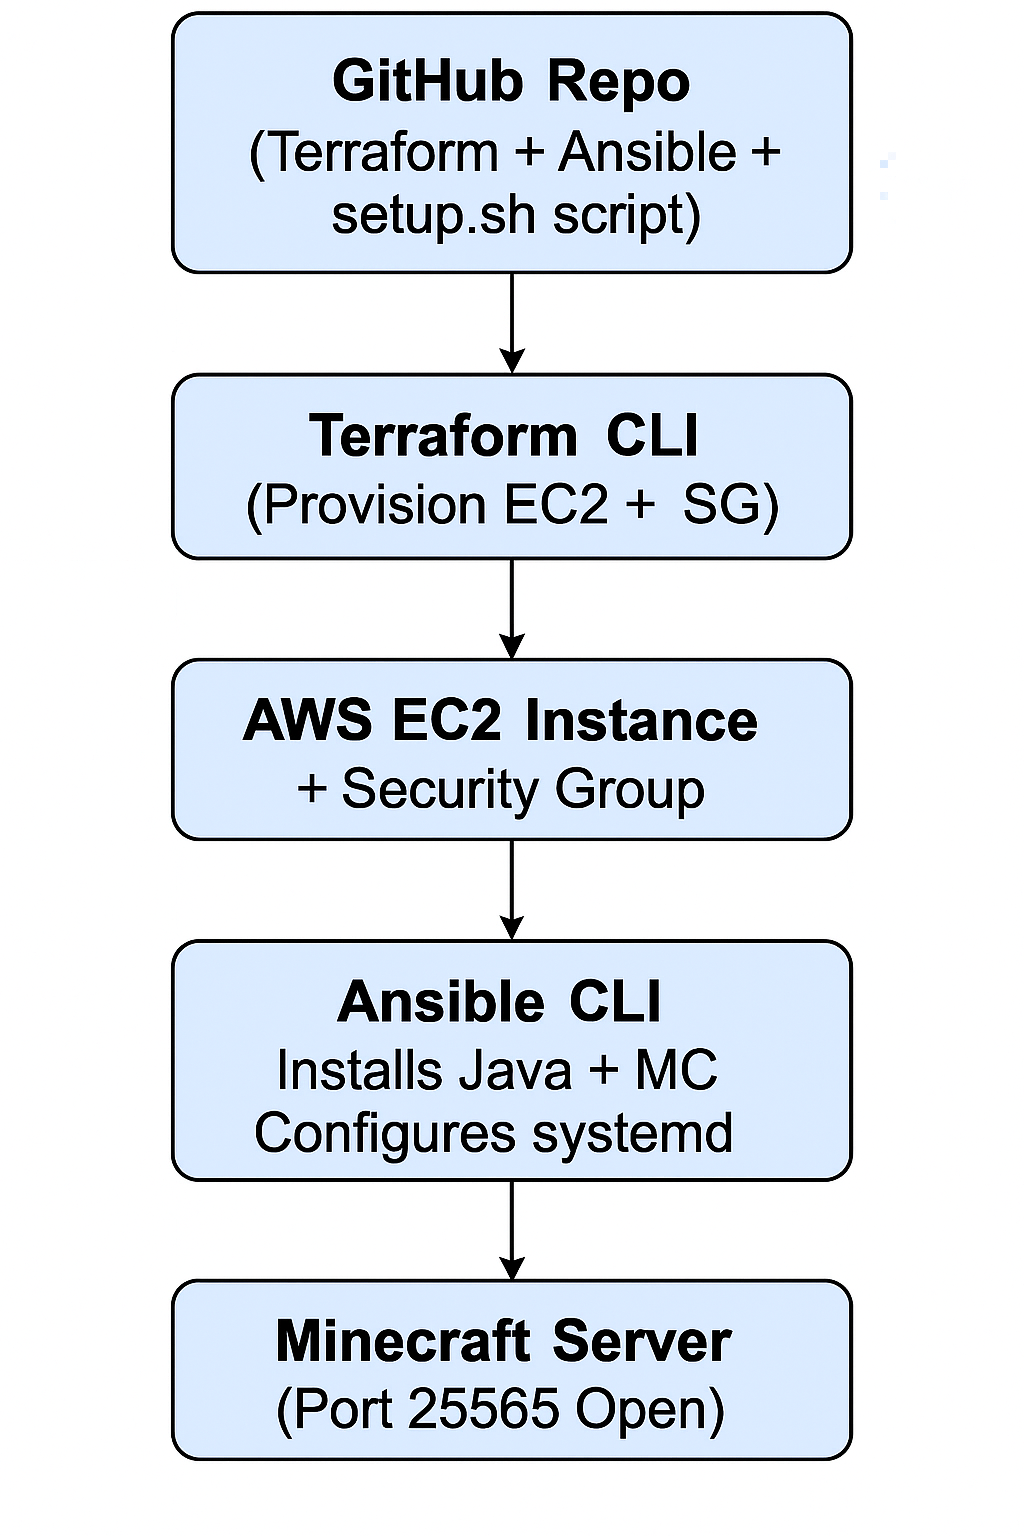 GitHub Repo
(Terraform + Ansible +
setup.sh script)
Terraform CLI
(Provision EC2 + SG)
AWS EC2 Instance
+ Security Group
Ansible CLI
Installs Java + MC
Configures systemd
Minecraft Server
(Port 25565 Open)